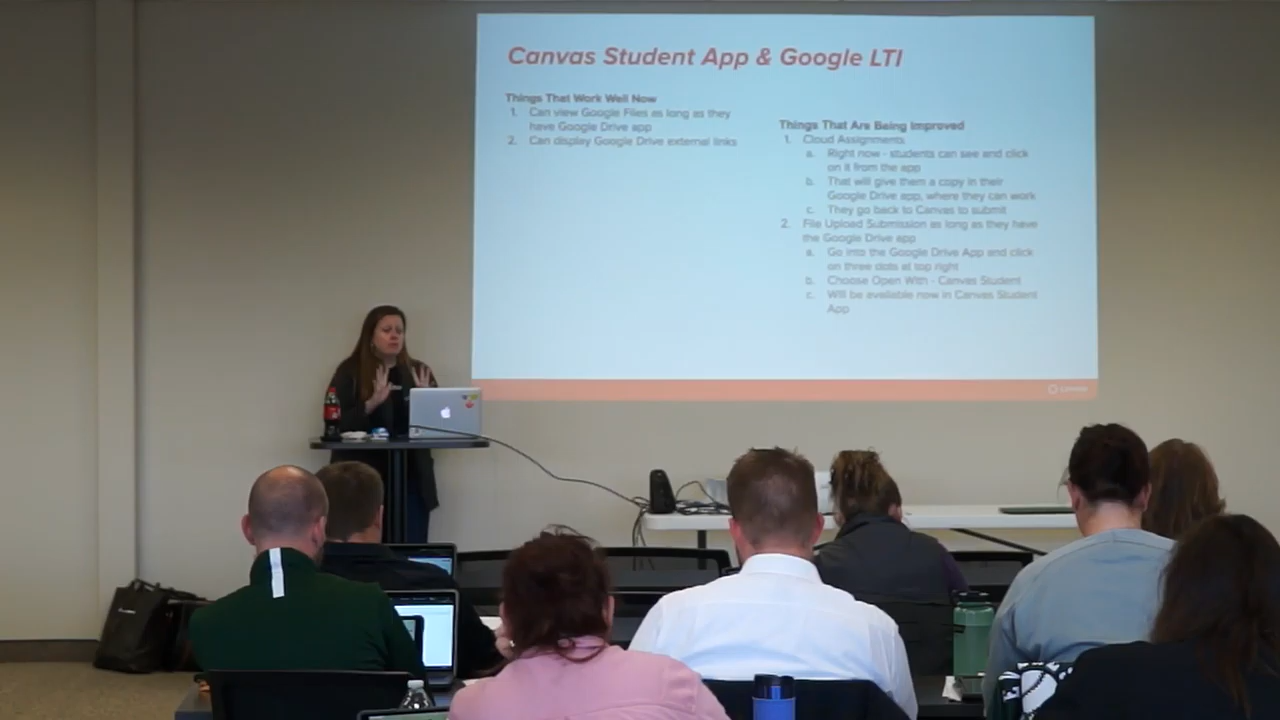 Canvas Student App & Google LTI
Things That Work Well Now
1. Can view Google Files as long as they
have Google Drive app
2. Can display Google Drive external links
Things That Are Being Improved
1. Cloud Assignments
a. Right now - students can see and click
on it from the app
b. That will give them a copy in their
Google Drive app, where they can work
c. They go back to Canvas to submit
2. File Upload Submission as long as they have
the Google Drive app
a. Go into the Google Drive App and click
on three dots at top right
b. Choose Open With - Canvas Student
c. Will be available now in Canvas Student
App